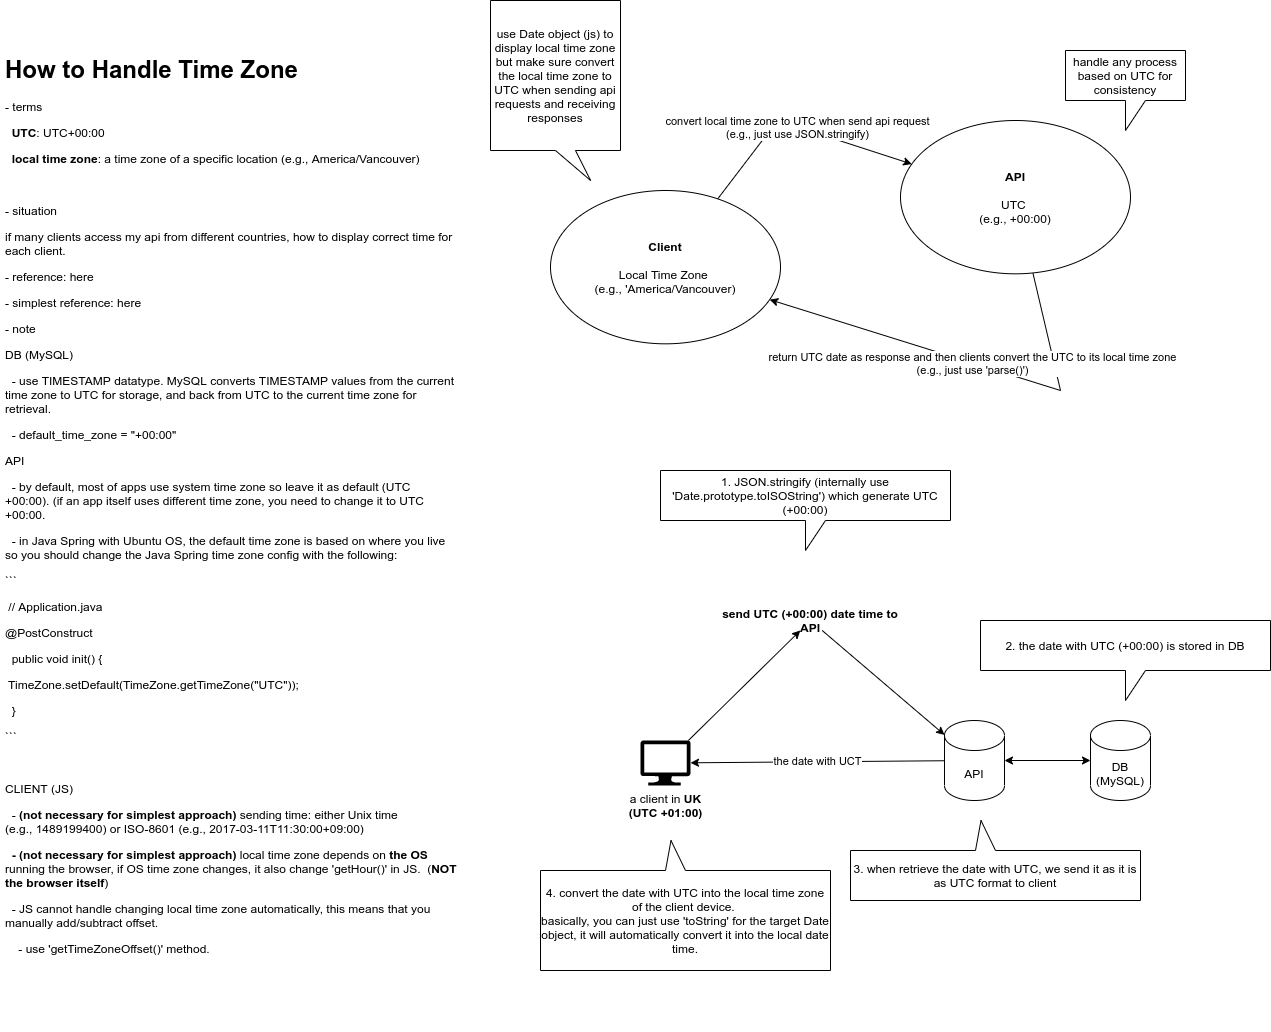 How to Handle Time Zone
- terms
UTC: UTC+00:00
local time zone: a time zone of a specific location (e.g., America/Vancouver)
- situation
if many clients access my api from different countries, how to display correct time for
each client.
- reference: here
- simplest reference: here
- note
DB (MySQL)
- use TIMESTAMP datatype. MySQL converts TIMESTAMP values from the current
time zone to UTC for storage, and back from UTC to the current time zone for
retrieval.
- default_time_zone = "+00:00"
API
- by default, most of apps use system time zone so leave it as default (UTC
+00:00). (if an app itself uses different time zone, you need to change it to UTC
+00:00.
- in Java Spring with Ubuntu OS, the default time zone is based on where you live
so you should change the Java Spring time zone config with the following:
```
// Application.java
@PostConstruct
public void init() {
TimeZone.setDefault(TimeZone.getTimeZone("UTC"));
}
```
CLIENT (JS)
- (not necessary for simplest approach) sending time: either Unix time
(e.g., 1489199400) or ISO-8601 (e.g., 2017-03-11T11:30:00+09:00)
- (not necessary for simplest approach) local time zone depends on the OS
running the browser, if OS time zone changes, it also change 'getHour()' in JS. (NOT
the browser itself)
- JS cannot handle changing local time zone automatically, this means that you
manually add/subtract offset.
- use 'getTimeZoneOffset()' method.
use Date object (js) to
display local time zone
but make sure convert
the local time zone to
UTC when sending api
requests and receiving
responses
handle any process
based on UTC for
consistency
convert local time zone to UTC when send api request
(e.g., just use JSON.stringify)
API
UTC
(e.g., +00:00)
Client
Local Time Zone
(e.g., 'America/Vancouver)
return UTC date as response and then clients convert the UTC to its local time zone
(e.g., just use 'parse()')
1. JSON.stringify (internally use
'Date.prototype.toISOString') which generate UTC
(+00:00)
send UTC (+00:00) date time to
API
2. the date with UTC (+00:00) is stored in DB
the date with UCT
API
DB
(MySQL)
a client in UK
(UTC +01:00)
3. when retrieve the date with UTC, we send it as it is
as UTC format to client
4. convert the date with UTC into the local time zone
of the client device.
basically, you can just use 'toString' for the target Date
object, it will automatically convert it into the local date
time.